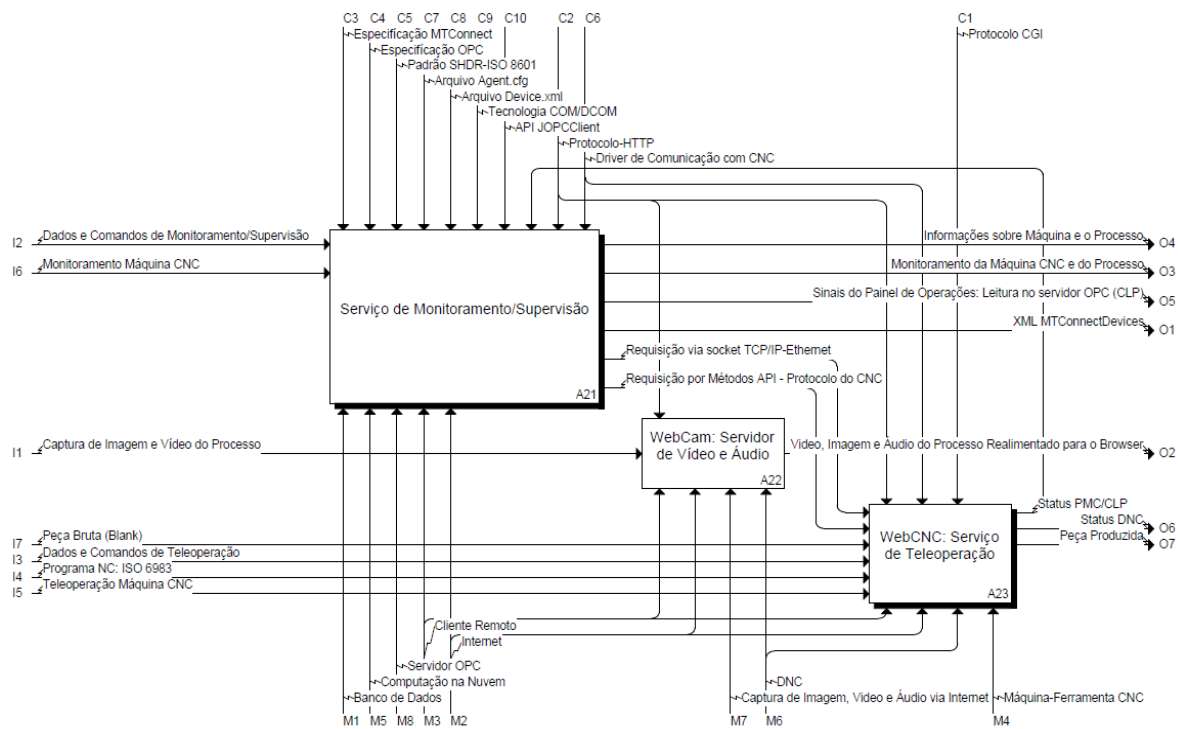 C3 C4 C5 C7 C8 C9 C10 C2 C6 C1
Especificação MTConnect
Protocolo CGI
Especificação OPC
Padrão SHDR-ISO 8601
Arquivo Agent.cfg
Arquivo Device.xml
Tecnologia COM/DCOM
API JOPCClient
Protocolo-HTTP
Driver de Comunicação com CNC
I2 Dados e Comandos de Monitoramento/Supervisão
Informações sobre Máquina e o Processo O4
I6 Monitoramento Máquina CNC
Monitoramento da Máquina CNC e do Processo O3
Sinais do Painel de Operações: Leitura no servidor OPC (CLP) O5
Serviço de Monitoramento/Supervisão
XML MTConnectDevices O1
Requisição via socket TCP/IP-Ethernet
Requisição por Métodos API - Protocolo do CNC
A21
I1 Captura de Imagem e Vídeo do Processo
WebCam: Servidor
de Vídeo e Áudio
A22
Video, Imagem e Áudio do Processo Realimentado para o Browser O2
Status PMC/CLP
Status DNC O6
Peça Produzida O7
I7 Peça Bruta (Blank)
I3 Dados e Comandos de Teleoperação
I4 Programa NC: ISO 6983
I5 Teleoperação Máquina CNC
WebCNC: Serviço
de Teleoperação
A23
Cliente Remoto
Internet
Servidor OPC
Computação na Nuvem
DNC
Banco de Dados
Captura de Imagem, Video e Áudio via Internet
Máquina-Ferramenta CNC
M1 M5 M8 M3 M2 M7 M6 M4